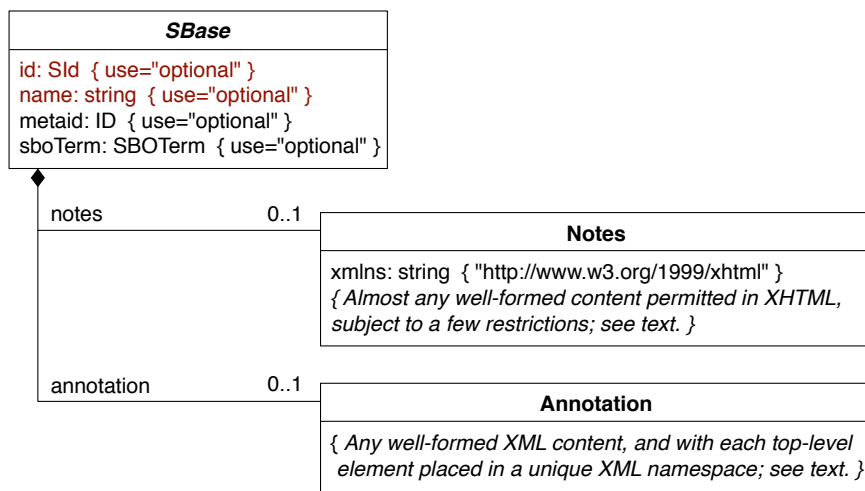 SBase
id: SId { use="optional" }
name: string { use="optional" }
metaid: ID { use="optional" }
sboTerm: SBOTerm { use="optional" }
notes
0..1
Notes
xmlns: string { "http://www.w3.org/1999/xhtml" }
{ Almost any well-formed content permitted in XHTML,
subject to a few restrictions; see text. }
annotation
0..1
Annotation
{ Any well-formed XML content, and with each top-level
element placed in a unique XML namespace; see text. }